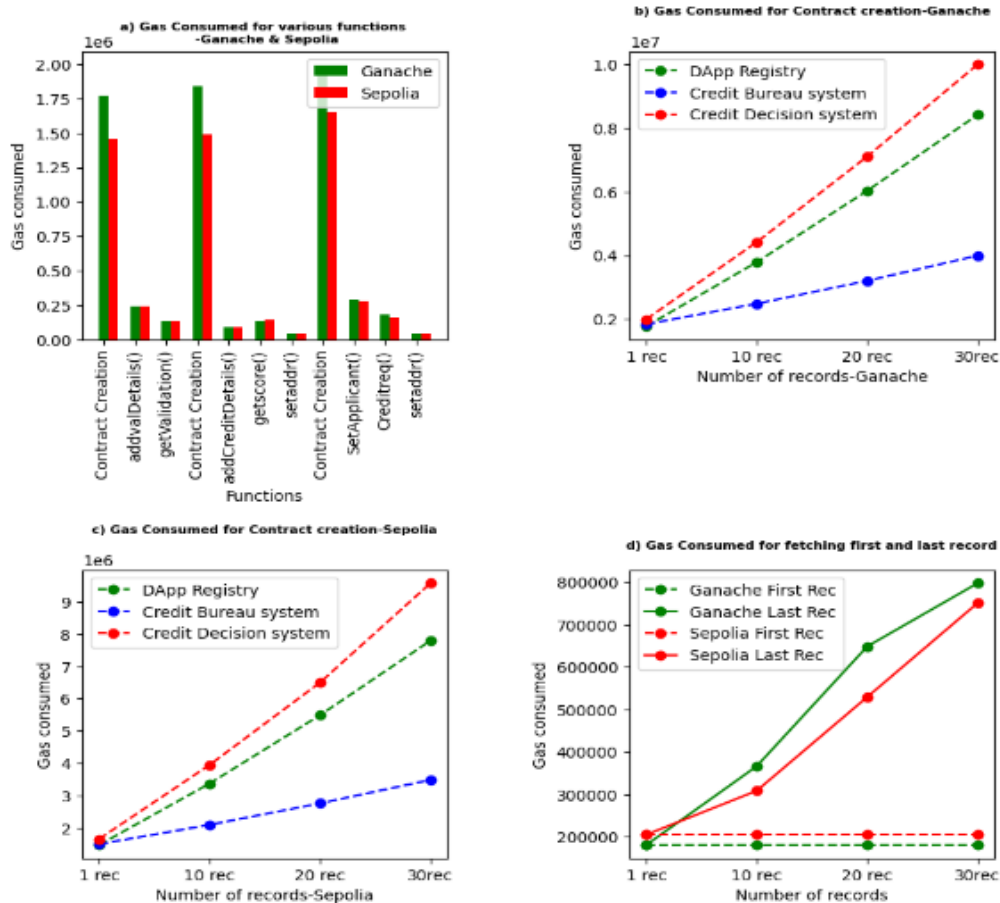 a) Gas Consumed for various functions
-Ganache & Sepolia
1e6
2.00
1.75
1.50
1.25
1.00
0.75
0.50
0.25
0.00
Gas consumed
Ganache
Sepolia
Contract Creation
addvalDetails()
getValidation()
Contract Creation
addCreditDetails()
getscore()
setaddr()
Contract Creation
SetApplicant()
Creditreq()
setaddr()
Functions
b) Gas Consumed for Contract creation-Ganache
1e7
1.0
0.8
0.6
0.4
0.2
Gas consumed
DApp Registry
Credit Bureau system
Credit Decision system
1 rec 10 rec 20 rec 30rec
Number of records-Ganache
c) Gas Consumed for Contract creation-Sepolia
1e6
9
8
7
6
5
4
3
2
Gas consumed
DApp Registry
Credit Bureau system
Credit Decision system
1 rec 10 rec 20 rec 30rec
Number of records-Sepolia
d) Gas Consumed for fetching first and last record
800000
700000
600000
500000
400000
300000
200000
Gas consumed
Ganache First Rec
Ganache Last Rec
Sepolia First Rec
Sepolia Last Rec
1 rec 10 rec 20 rec 30rec
Number of records